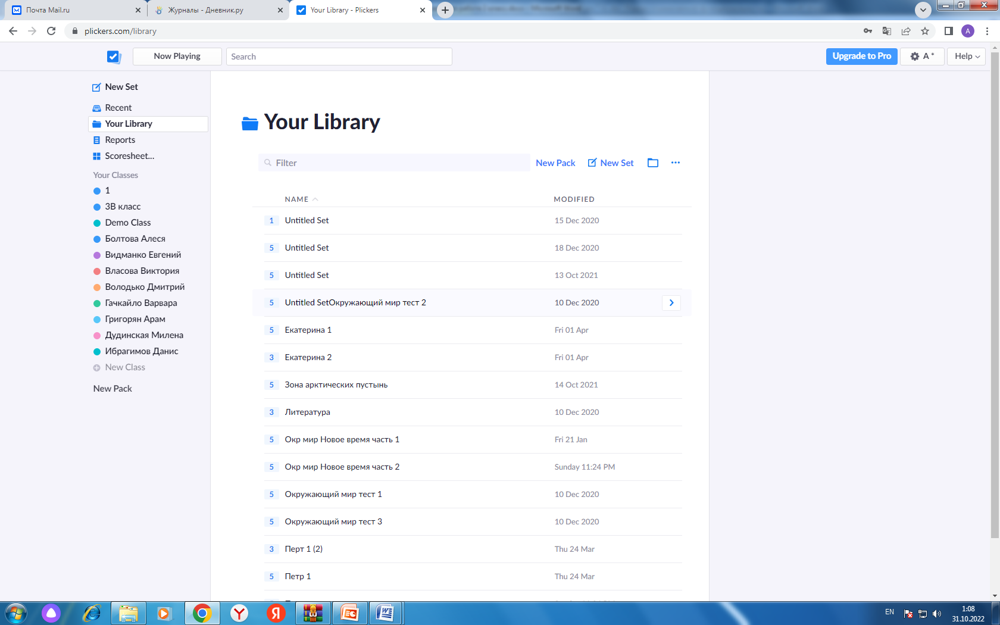 Почта Mail.ru
Журналы - Дневник.ру
Your Library - Plickers
plickers.com/library
A
Now Playing
Search
Upgrade to Pro
A *
Help
New Set
Recent
Your Library
Reports
Scoresheet...
Your Classes
1
3В класс
Demo Class
Болтова Алеся
Видманко Евгений
Власова Виктория
Володько Дмитрий
Гачкайло Варвара
Григорян Арам
Дудинская Милена
Ибрагимов Данис
New Class
New Pack
Your Library
Filter
New Pack
New Set
NAME
MODIFIED
1 Untitled Set 15 Dec 2020
5 Untitled Set 18 Dec 2020
5 Untitled Set 13 Oct 2021
5 Untitled SetОкружающий мир тест 2 10 Dec 2020
5 Екатерина 1 Fri 01 Apr
3 Екатерина 2 Fri 01 Apr
5 Зона арктических пустынь 14 Oct 2021
3 Литература 10 Dec 2020
5 Окр мир Новое время часть 1 Fri 21 Jan
5 Окр мир Новое время часть 2 Sunday 11:24 PM
5 Окружающий мир тест 1 10 Dec 2020
5 Окружающий мир тест 3 10 Dec 2020
3 Перт 1 (2) Thu 24 Mar
5 Петр 1 Thu 24 Mar
EN
1:08
31.10.2022